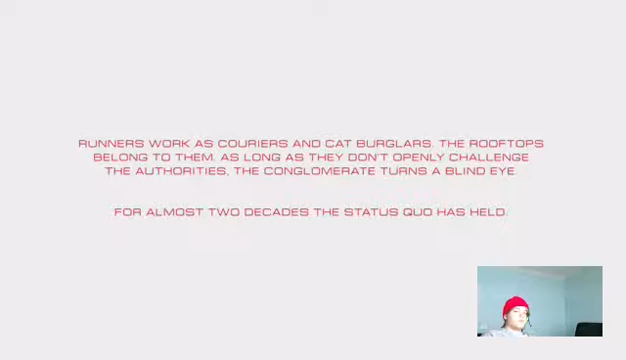 RUNNERS WORK AS COURIERS AND CAT BURGLARS. THE ROOFTOPS
BELONG TO THEM. AS LONG AS THEY DON'T OPENLY CHALLENGE
THE AUTHORITIES, THE CONGLOMERATE TURNS A BLIND EYE.
FOR ALMOST TWO DECADES THE STATUS QUO HAS HELD.